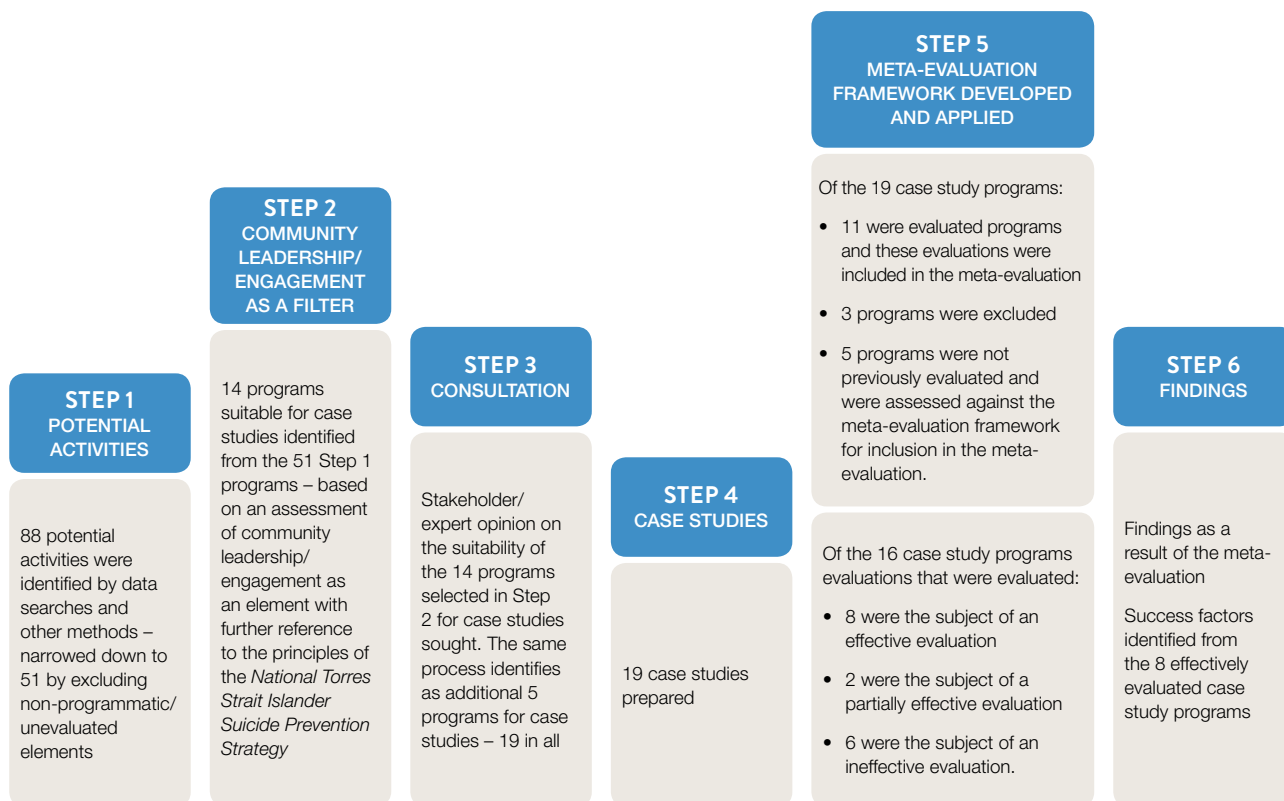 STEP 1
POTENTIAL
ACTIVITIES
88 potential
activities were
identified by data
searches and
other methods –
narrowed down to
51 by excluding
non-programmatic/
unevaluated
elements
STEP 2
COMMUNITY
LEADERSHIP/
ENGAGEMENT
AS A FILTER
14 programs
suitable for case
studies identified
from the 51 Step 1
programs – based
on an assessment
of community
leadership/
engagement as
an element with
further reference
to the principles of
the National Torres
Strait Islander
Suicide Prevention
Strategy
STEP 3
CONSULTATION
Stakeholder/
expert opinion on
the suitability of
the 14 programs
selected in Step
2 for case studies
sought. The same
process identifies
as additional 5
programs for case
studies – 19 in all
STEP 4
CASE STUDIES
19 case studies
prepared
STEP 5
META-EVALUATION
FRAMEWORK DEVELOPED
AND APPLIED
Of the 19 case study programs:
• 11 were evaluated programs
and these evaluations were
included in the meta-evaluation
• 3 programs were excluded
• 5 programs were not
previously evaluated and
were assessed against the
meta-evaluation framework
for inclusion in the meta-
evaluation.
Of the 16 case study programs
evaluations that were evaluated:
• 8 were the subject of an
effective evaluation
• 2 were the subject of a
partially effective evaluation
• 6 were the subject of an
ineffective evaluation.
STEP 6
FINDINGS
Findings as a
result of the meta-
evaluation
Success factors
identified from
the 8 effectively
evaluated case
study programs